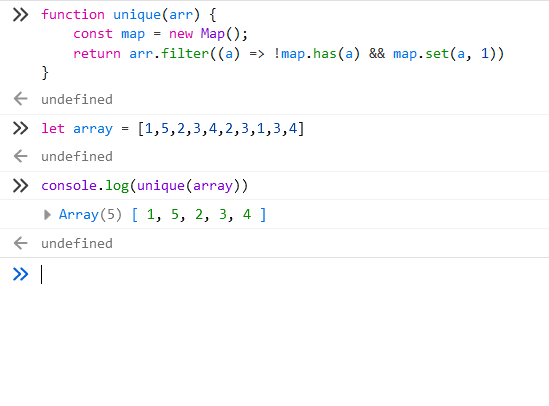 function unique(arr) {
    const map = new Map();
    return arr.filter((a) => !map.has(a) && map.set(a, 1))
}
undefined
let array = [1,5,2,3,4,2,3,1,3,4]
undefined
console.log(unique(array))
Array(5) [ 1, 5, 2, 3, 4 ]
undefined